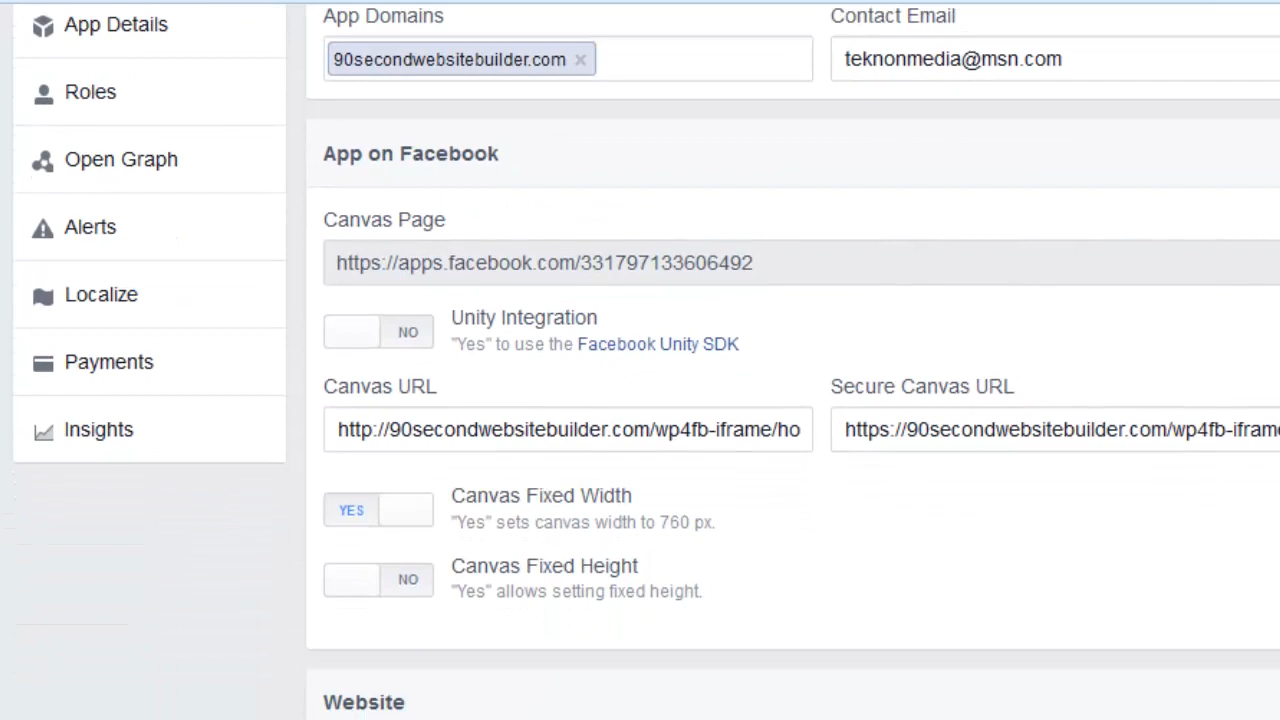 App Details
Roles
Open Graph
Alerts
Localize
Payments
Insights
App Domains
Contact Email
90secondwebsitebuilder.com ×
teknonmedia@msn.com
App on Facebook
Canvas Page
https://apps.facebook.com/331797133606492
NO
Unity Integration
"Yes" to use the Facebook Unity SDK
Canvas URL
Secure Canvas URL
http://90secondwebsitebuilder.com/wp4fb-iframe/ho
https://90secondwebsitebuilder.com/wp4fb-iframe
YES
Canvas Fixed Width
"Yes" sets canvas width to 760 px.
NO
Canvas Fixed Height
"Yes" allows setting fixed height.
Website